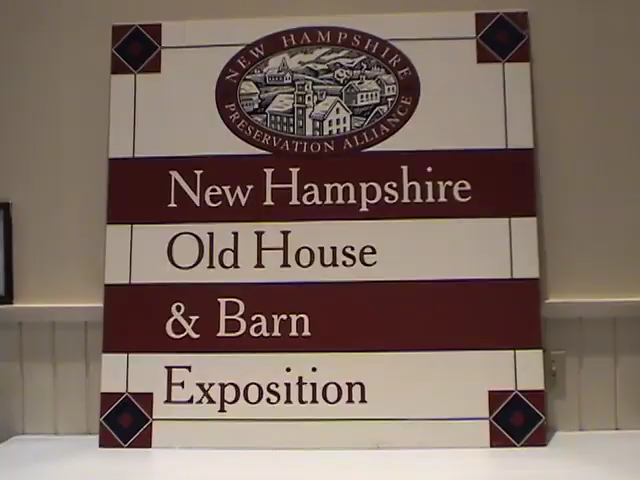 NEW HAMPSHIRE
PRESERVATION ALLIANCE
New Hampshire
Old House
& Barn
Exposition